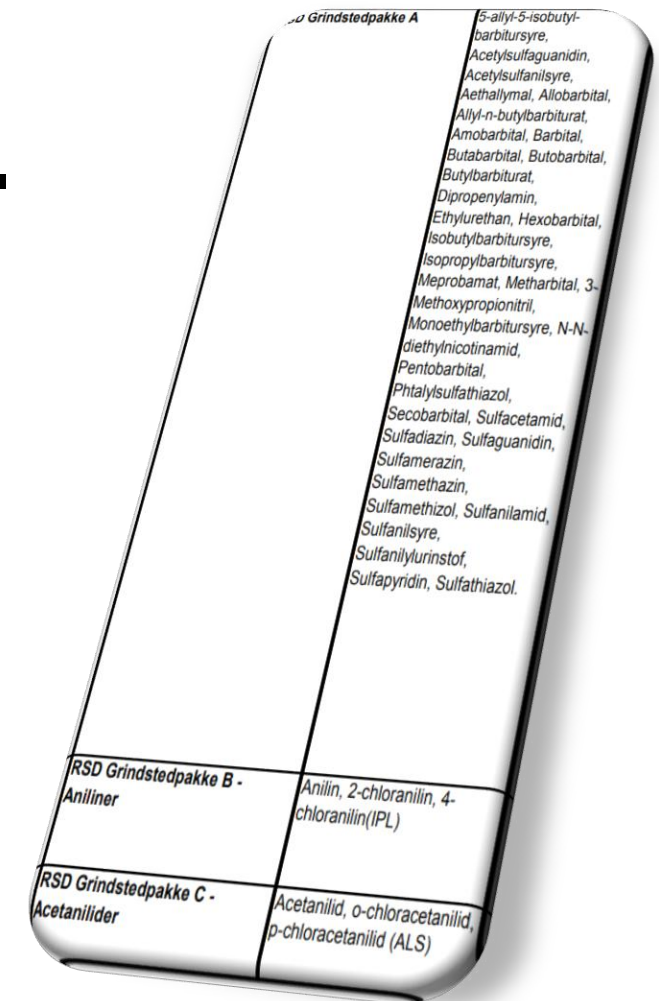 RSD Grindstedpakke A
5-allyl-5-isobutyl-
barbitursyre,
Acetylsulfaguanidin,
Acetylsulfanilsyre,
Aethallymal, Allobarbital,
Allyl-n-butylbarbiturat,
Amobarbital, Barbital,
Butabarbital, Butobarbital,
Butylbarbiturat,
Dipropenylamin,
Ethylurethan, Hexobarbital,
Isobutylbarbitursyre,
Isopropylbarbitursyre,
Meprobamat, Metharbital, 3-
Methoxypropionitril,
Monoethylbarbitursyre, N-N-
diethylnicotinamid,
Pentobarbital,
Phtalylsulfathiazol,
Secobarbital, Sulfacetamid,
Sulfadiazin, Sulfaguanidin,
Sulfamerazin,
Sulfamethazin,
Sulfamethizol, Sulfanilamid,
Sulfanilsyre,
Sulfanilylurinstof,
Sulfapyridin, Sulfathiazol.
RSD Grindstedpakke B -
Aniliner
Anilin, 2-chloranilin, 4-
chloranilin(IPL)
RSD Grindstedpakke C -
Acetanilider
Acetanilid, o-chloracetanilid,
p-chloracetanilid (ALS)